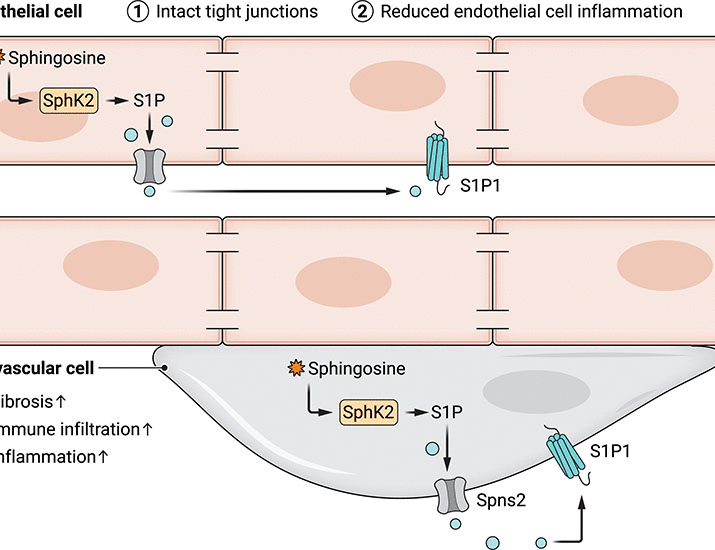 thelial cell
① Intact tight junctions
② Reduced endothelial cell inflammation
Sphingosine
SphK2
S1P
S1P1
vascular cell
ibrosis↑
mmune infiltration↑
nflammation↑
Sphingosine
SphK2
S1P
S1P1
Spns2